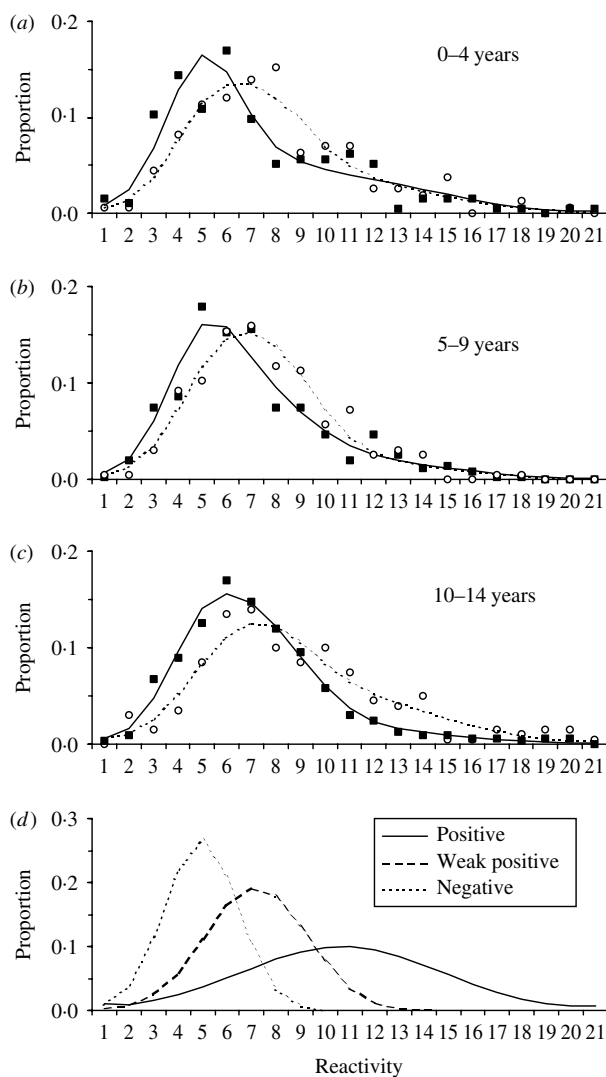 (a) 0·2
0–4 years
Proportion
0·1
0·0
1 2 3 4 5 6 7 8 9 10 11 12 13 14 15 16 17 18 19 20 21
(b) 0·2
5–9 years
Proportion
0·1
0·0
1 2 3 4 5 6 7 8 9 10 11 12 13 14 15 16 17 18 19 20 21
(c) 0·2
10–14 years
Proportion
0·1
0·0
1 2 3 4 5 6 7 8 9 10 11 12 13 14 15 16 17 18 19 20 21
(d) 0·3
Positive
Weak positive
Negative
Proportion
0·2
0·1
0·0
1 2 3 4 5 6 7 8 9 10 11 12 13 14 15 16 17 18 19 20 21
Reactivity